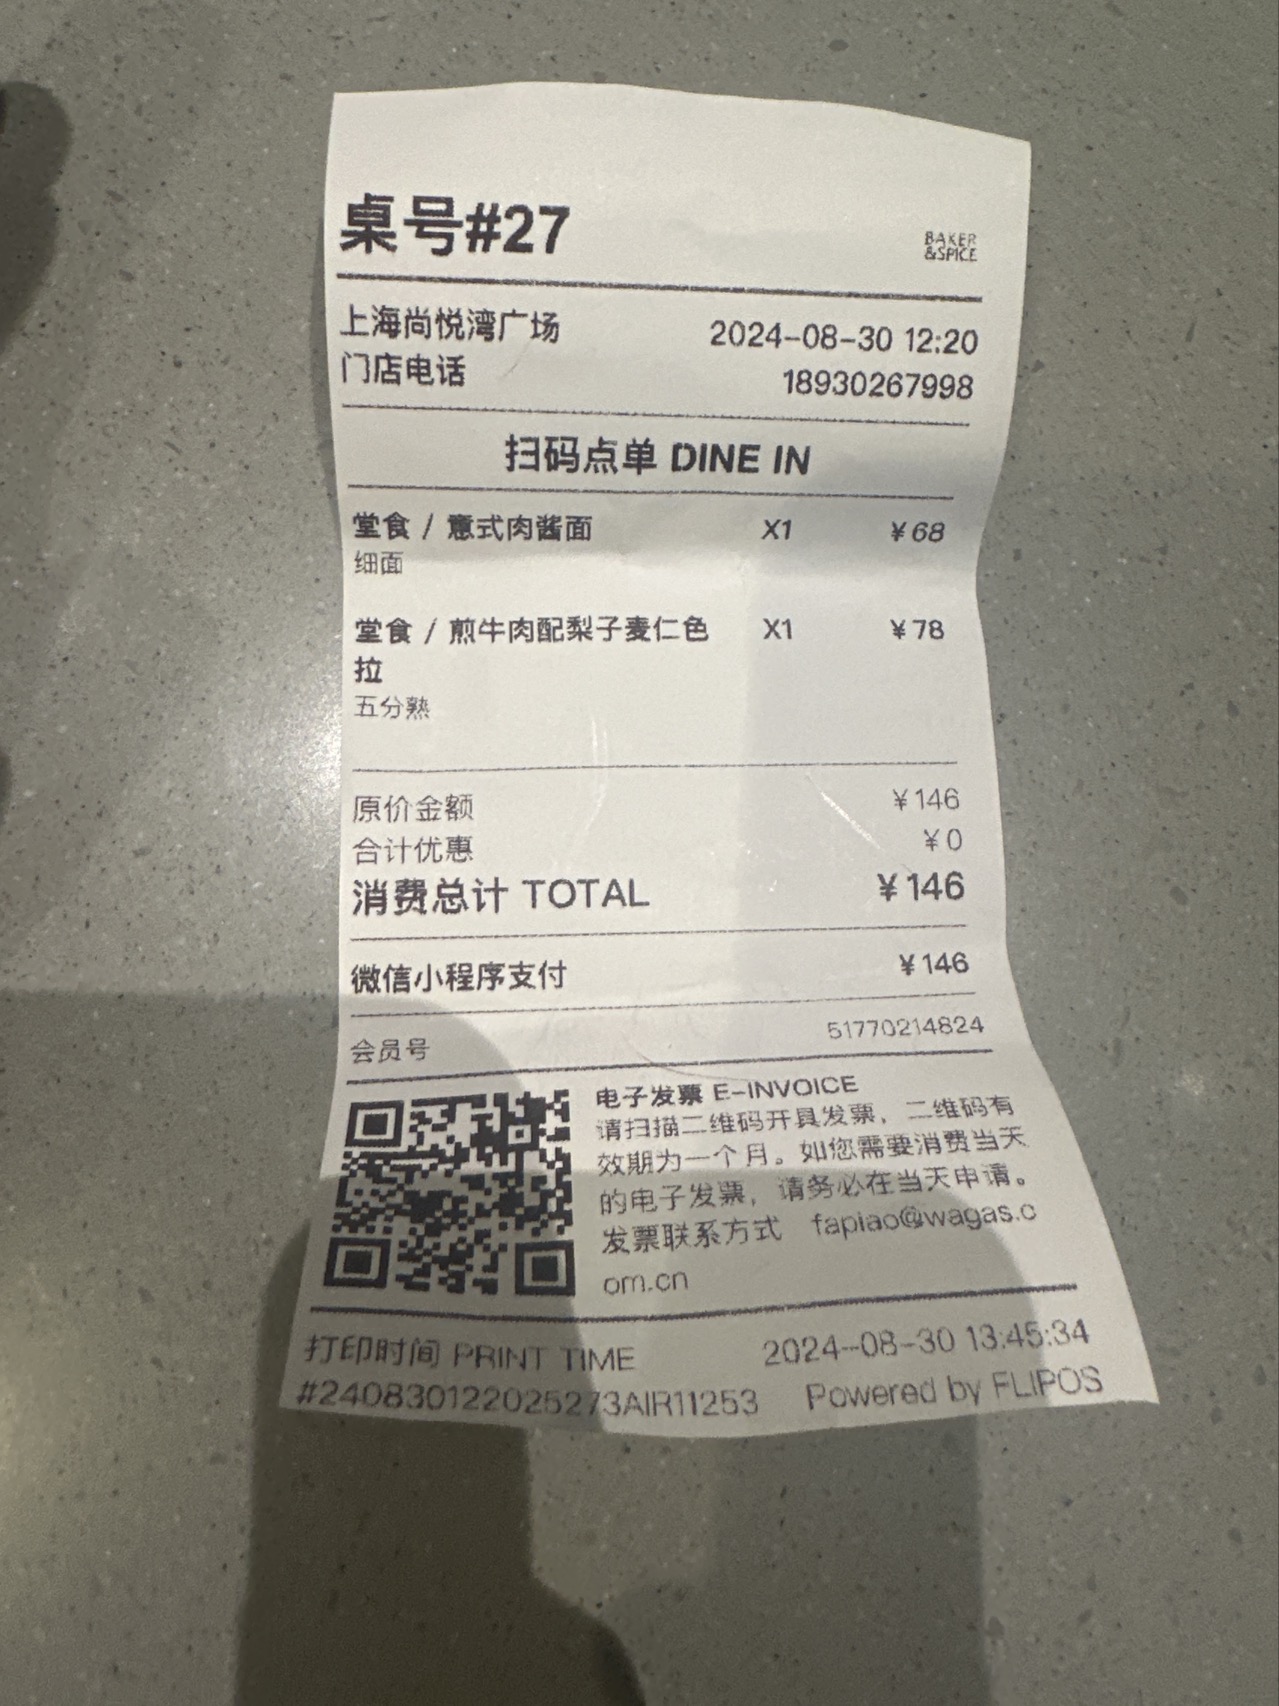 桌号#27
BAKER
&SPICE
上海尚悦湾广场 2024-08-30 12:20
门店电话 18930267998
扫码点单 DINE IN
堂食 / 意式肉酱面 X1 ¥68
细面
堂食 / 煎牛肉配梨子麦仁色 X1 ¥78
拉
五分熟
原价金额 ¥146
合计优惠 ¥0
消费总计 TOTAL ¥146
微信小程序支付 ¥146
会员号 51770214824
电子发票 E-INVOICE
请扫描二维码开具发票，二维码有
效期为一个月。如您需要消费当天
的电子发票，请务必在当天申请。
发票联系方式 fapiao@wagas.c
om.cn
打印时间 PRINT TIME 2024-08-30 13:45:34
#240830122025273AIR11253 Powered by FLIPOS